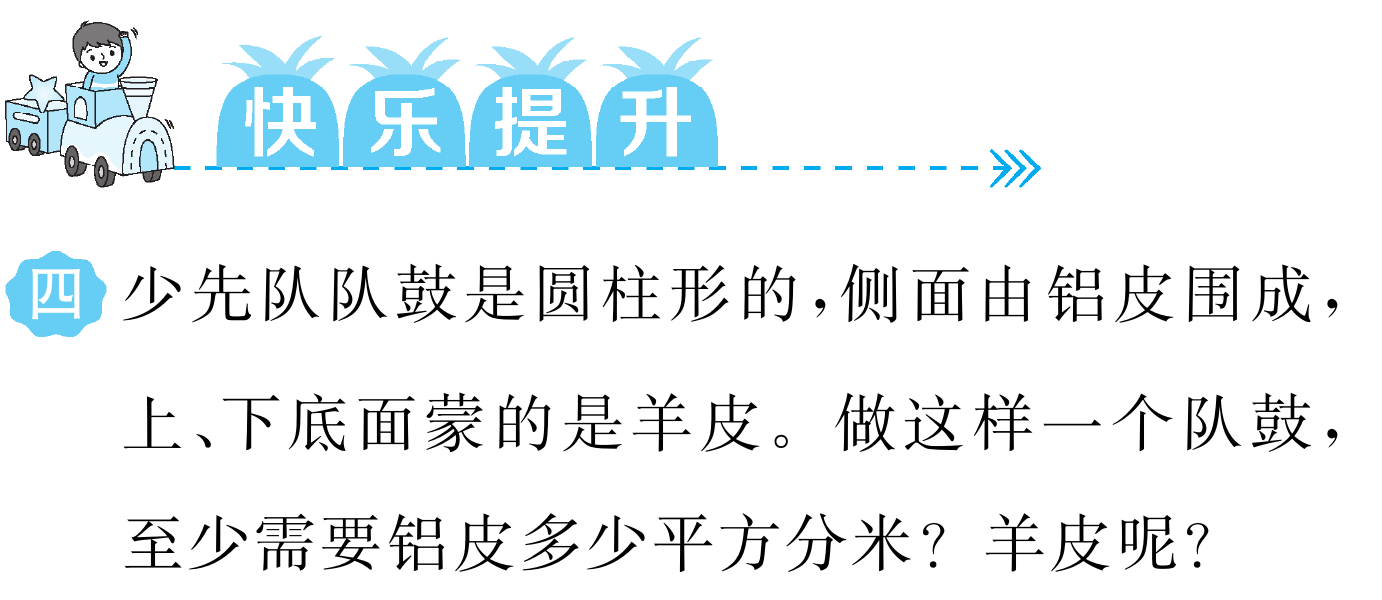 快乐提升
四 少先队队鼓是圆柱形的,侧面由铝皮围成,
上、下底面蒙的是羊皮。做这样一个队鼓,
至少需要铝皮多少平方分米?羊皮呢?